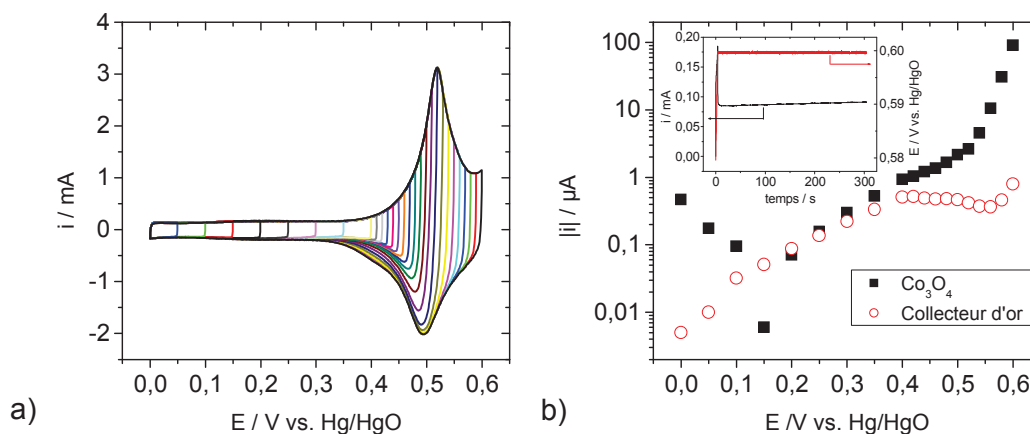 a)
4
3
2
1
0
-1
-2
i / mA
0,0 0,1 0,2 0,3 0,4 0,5 0,6
E / V vs. Hg/HgO
b)
100
10
1
0,1
0,01
|i| / µA
0,0 0,1 0,2 0,3 0,4 0,5 0,6
E /V vs. Hg/HgO
0,20
0,15
0,10
0,05
0,00
i / mA
0 100 200 300
temps / s
0,60
0,59
0,58
E / V vs. Hg/HgO
Co3O4
Collecteur d'or